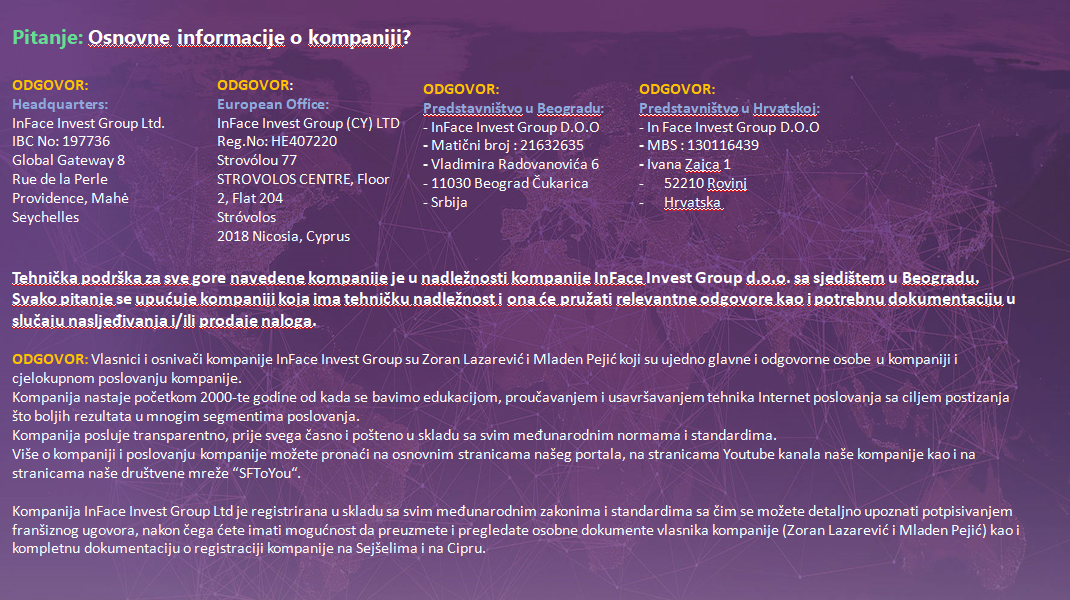 Pitanje: Osnovne informacije o kompaniji?
ODGOVOR:
Headquarters:
InFace Invest Group Ltd.
IBC No: 197736
Global Gateway 8
Rue de la Perle
Providence, Mahė
Seychelles
ODGOVOR:
European Office:
InFace Invest Group (CY) LTD
Reg.No: HE407220
Strovólou 77
STROVOLOS CENTRE, Floor
2, Flat 204
Stróvolos
2018 Nicosia, Cyprus
ODGOVOR:
Predstavništvo u Beogradu:
- InFace Invest Group D.O.O
- Matični broj : 21632635
- Vladimira Radovanovića 6
- 11030 Beograd Čukarica
- Srbija
ODGOVOR:
Predstavništvo u Hrvatskoj:
- In Face Invest Group D.O.O
- MBS : 130116439
- Ivana Zajca 1
- 52210 Rovinj
- Hrvatska
Tehnička podrška za sve gore navedene kompanije je u nadležnosti kompanije InFace Invest Group d.o.o. sa sjedištem u Beogradu.
Svako pitanje se upućuje kompaniji koja ima tehničku nadležnost i ona će pružati relevantne odgovore kao i potrebnu dokumentaciju u
slučaju nasljeđivanja i/ili prodaje naloga.
ODGOVOR: Vlasnici i osnivači kompanije InFace Invest Group su Zoran Lazarević i Mladen Pejić koji su ujedno glavne i odgovorne osobe u kompaniji i
cjelokupnom poslovanju kompanije.
Kompanija nastaje početkom 2000-te godine od kada se bavimo edukacijom, proučavanjem i usavršavanjem tehnika Internet poslovanja sa ciljem postizanja
što boljih rezultata u mnogim segmentima poslovanja.
Kompanija posluje transparentno, prije svega časno i pošteno u skladu sa svim međunarodnim normama i standardima.
Više o kompaniji i poslovanju kompanije možete pronaći na osnovnim stranicama našeg portala, na stranicama Youtube kanala naše kompanije kao i na
stranicama naše društvene mreže “SFToYou“.
Kompanija InFace Invest Group Ltd je registrirana u skladu sa svim međunarodnim zakonima i standardima sa čim se možete detaljno upoznati potpisivanjem
franšiznog ugovora, nakon čega ćete imati mogućnost da preuzmete i pregledate osobne dokumente vlasnika kompanije (Zoran Lazarević i Mladen Pejić) kao i
kompletnu dokumentaciju o registraciji kompanije na Sejšelima i na Cipru.